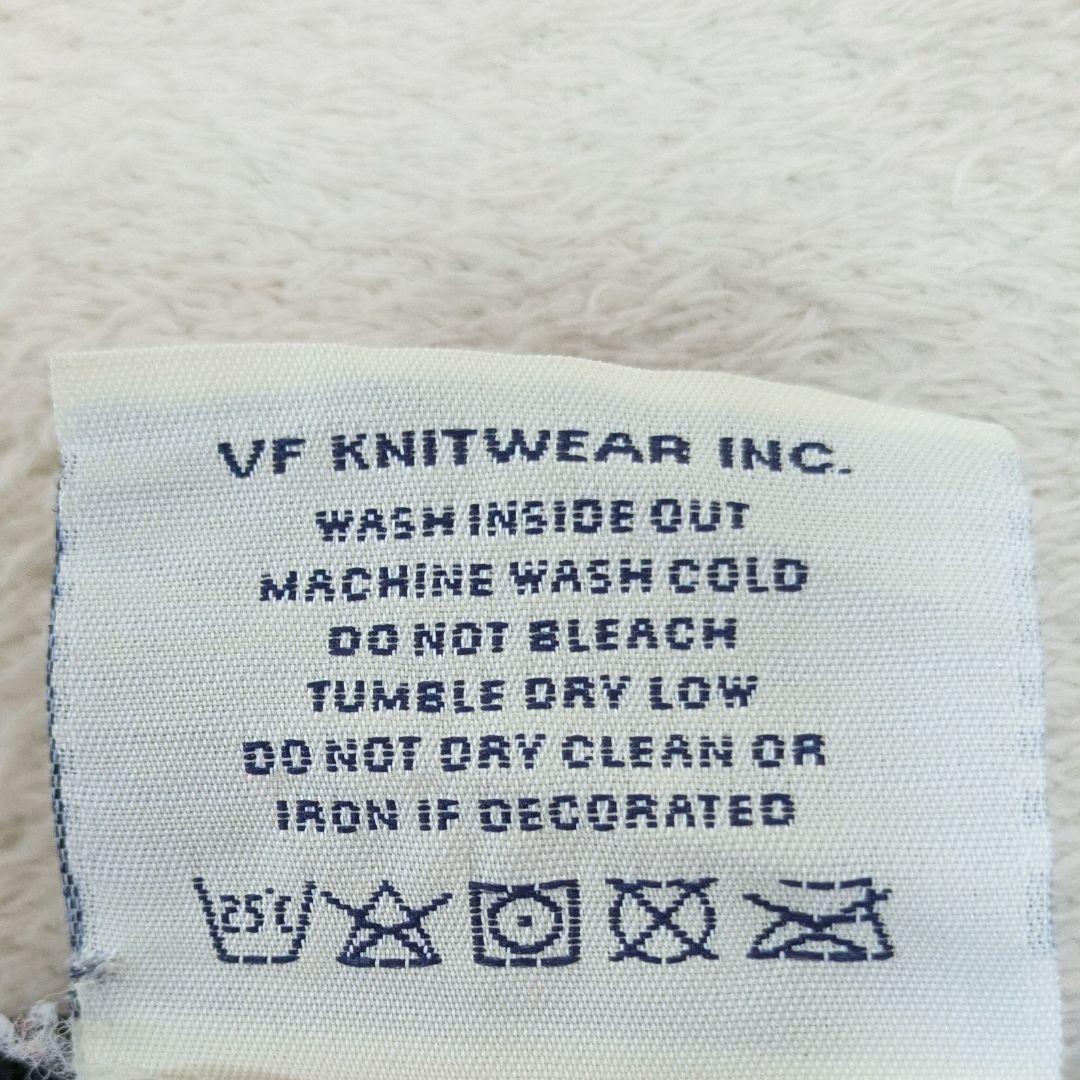 VF KNITWEAR INC.
WASH INSIDE OUT
MACHINE WASH COLD
DO NOT BLEACH
TUMBLE DRY LOW
DO NOT DRY CLEAN OR
IRON IF DECORATED
25°C